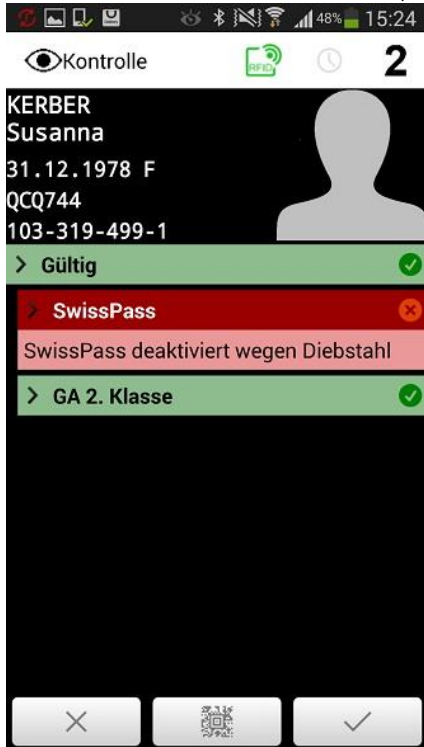 48% 15:24
Kontrolle RFID 2
KERBER
Susanna
31.12.1978 F
QCQ744
103-319-499-1
Gültig
SwissPass
SwissPass deaktiviert wegen Diebstahl
GA 2. Klasse